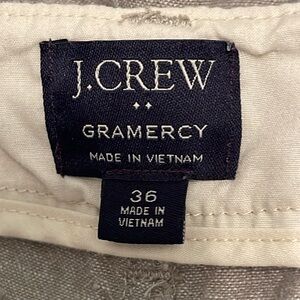 J.CREW
GRAMERCY
MADE IN VIETNAM
36
MADE IN
VIETNAM